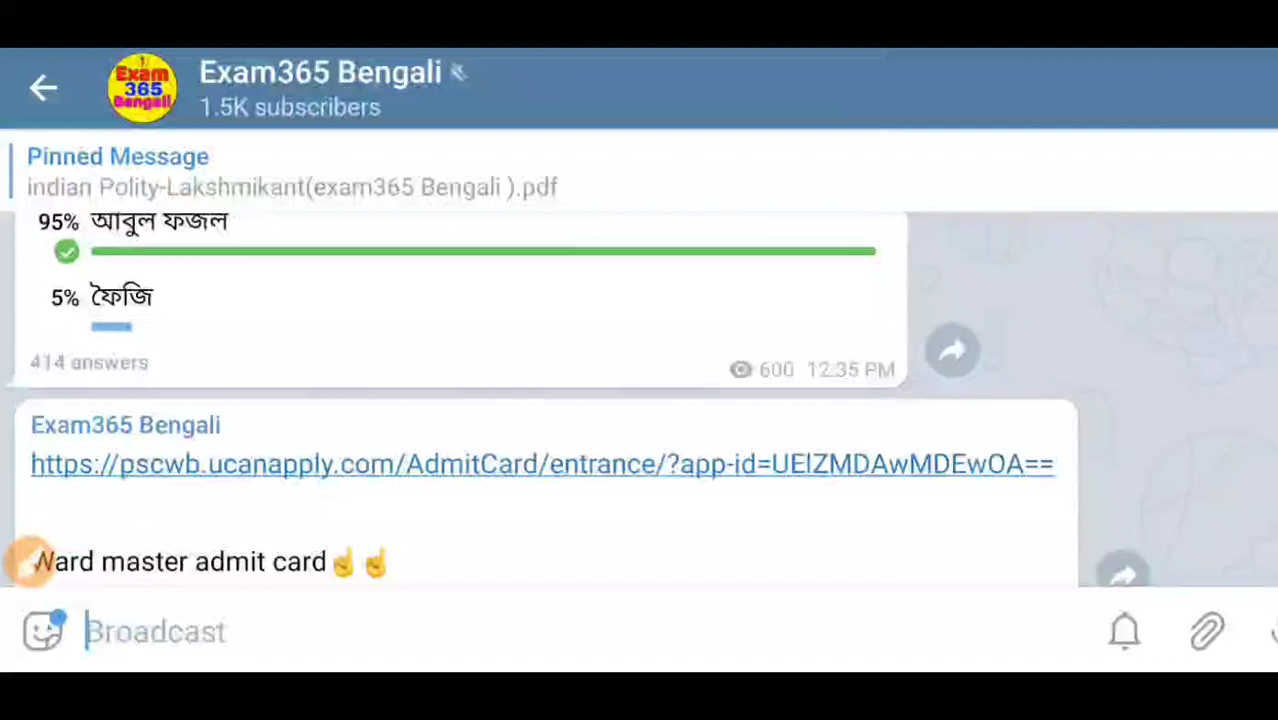 Exam
365
Bengali
Exam365 Bengali
1.5K subscribers
Pinned Message
indian Polity-Lakshmikant(exam365 Bengali ).pdf
95% আবুল ফজল
5% ফৈজি
414 answers
600 12:35 PM
Exam365 Bengali
https://pscwb.ucanapply.com/AdmitCard/entrance/?app-id=UElZMDAwMDEwOA==
Ward master admit card☝️☝️
Broadcast